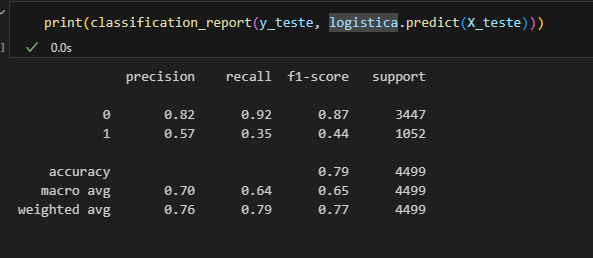 print(classification_report(y_teste, logistica.predict(X_teste)))
0.0s
precision recall f1-score support
0 0.82 0.92 0.87 3447
1 0.57 0.35 0.44 1052
accuracy 0.79 4499
macro avg 0.70 0.64 0.65 4499
weighted avg 0.76 0.79 0.77 4499